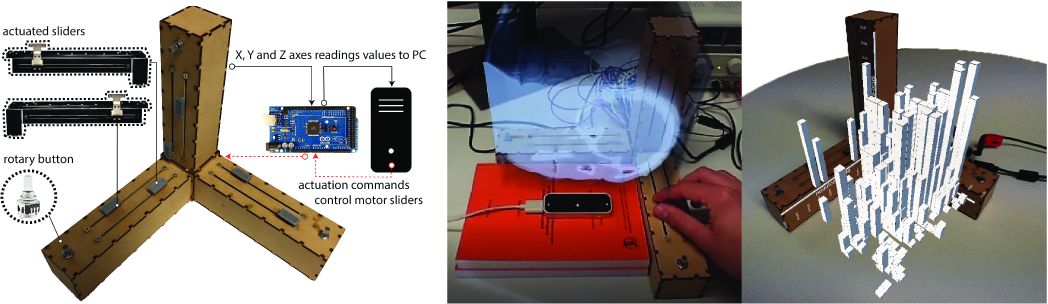 actuated sliders
X, Y and Z axes readings values to PC
rotary button
actuation commands
control motor sliders